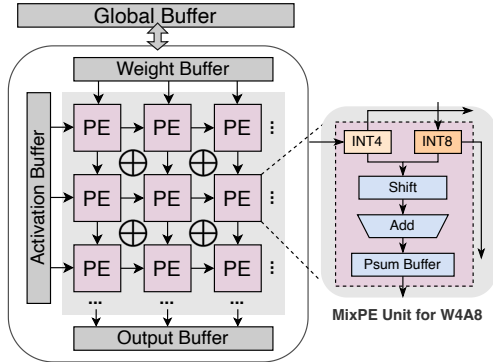 Global Buffer
Weight Buffer
Activation Buffer
PE PE PE
...
PE PE PE
...
PE PE PE
...
... ... ...
Output Buffer
INT4 INT8
Shift
Add
Psum Buffer
MixPE Unit for W4A8